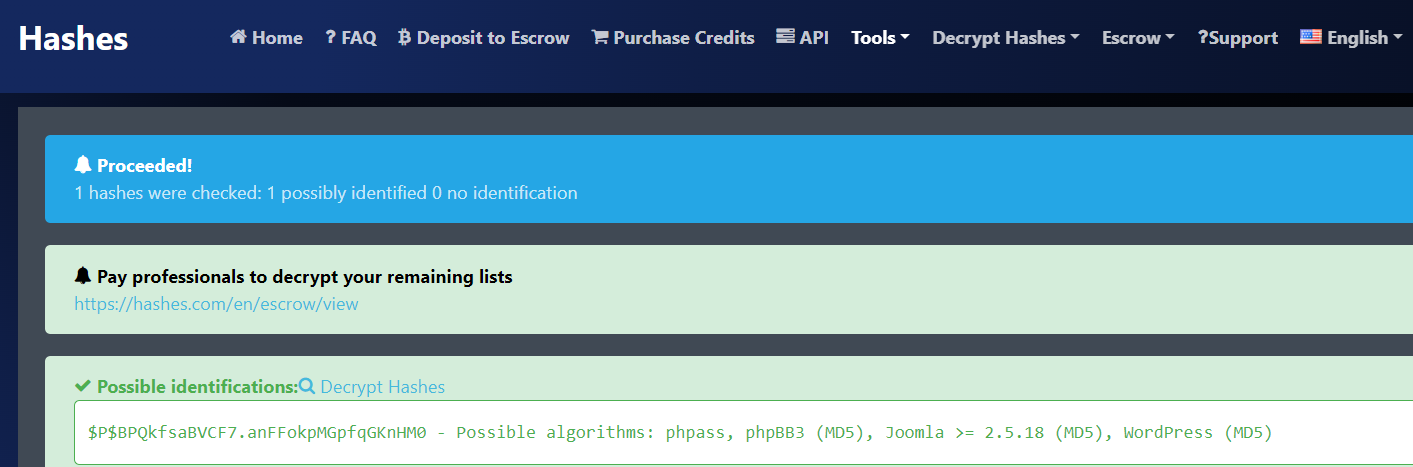 Hashes
Home ? FAQ Deposit to Escrow Purchase Credits API Tools Decrypt Hashes Escrow ?Support English
Proceeded!
1 hashes were checked: 1 possibly identified 0 no identification
Pay professionals to decrypt your remaining lists
https://hashes.com/en/escrow/view
Possible identifications: Decrypt Hashes
$P$BPQkfsaBVCF7.anFFokpMGpfqGKnHM0 - Possible algorithms: phpass, phpBB3 (MD5), Joomla >= 2.5.18 (MD5), WordPress (MD5)